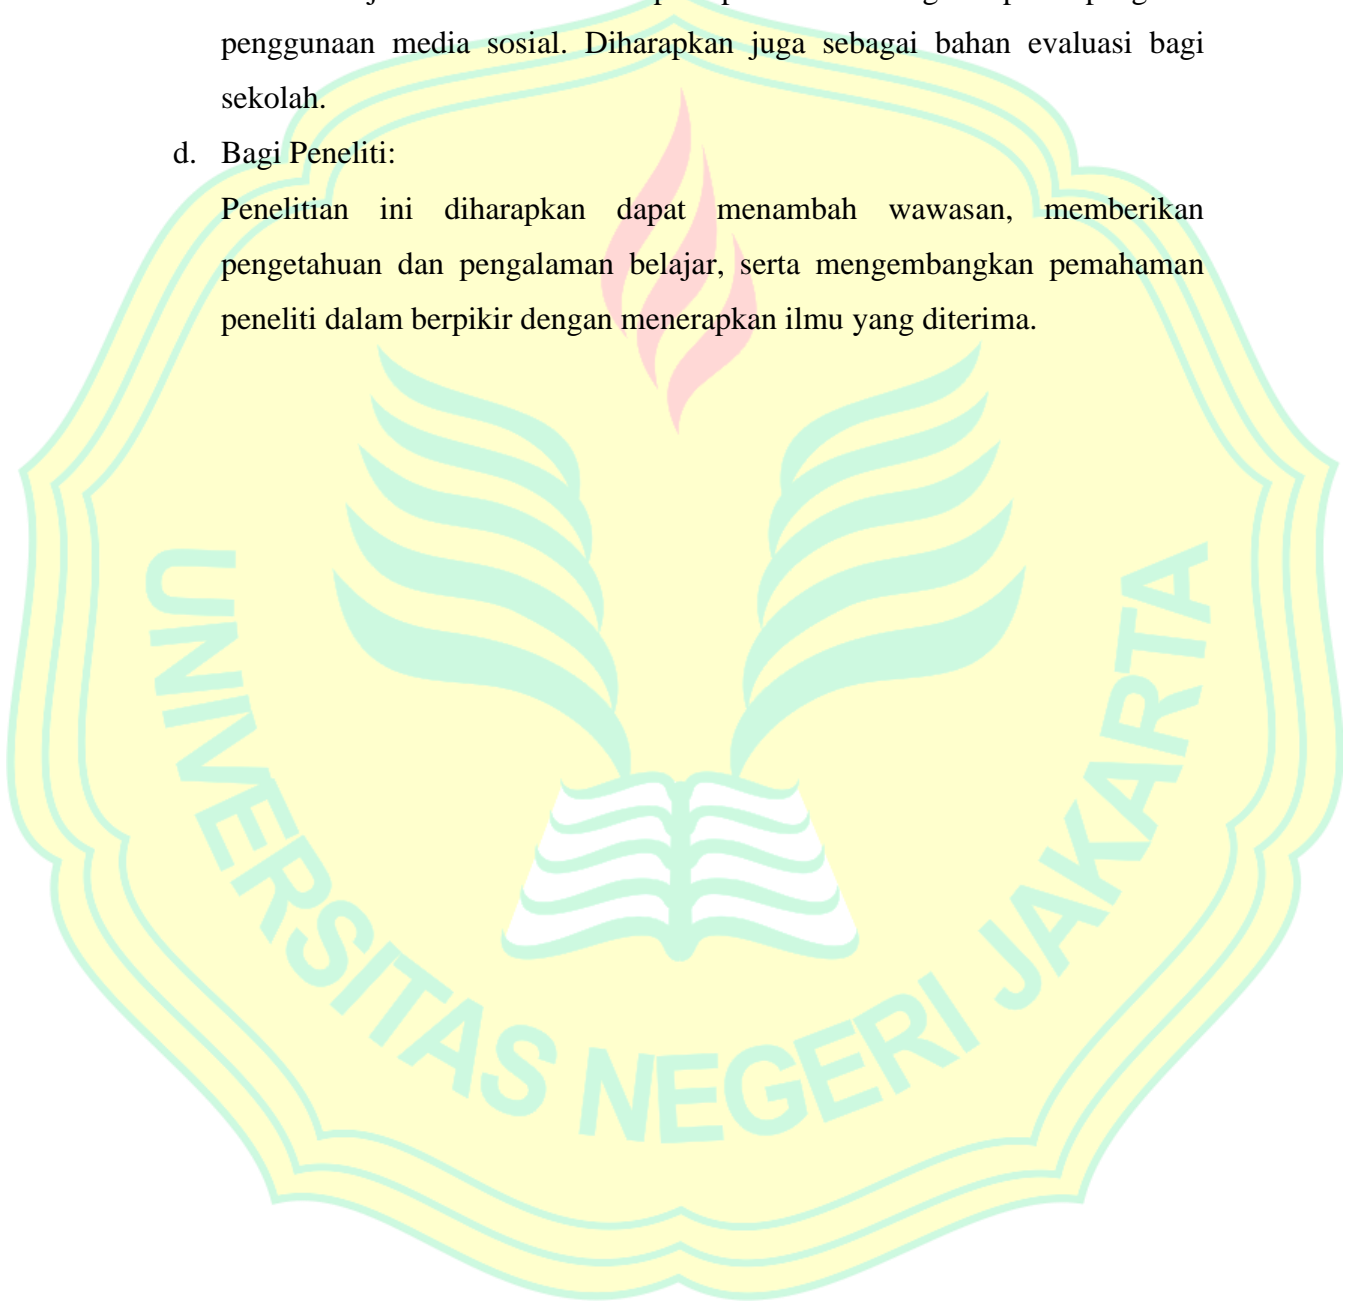 penggunaan media sosial. Diharapkan juga sebagai bahan evaluasi bagi
sekolah.
d. Bagi Peneliti:
Penelitian ini diharapkan dapat menambah wawasan, memberikan
pengetahuan dan pengalaman belajar, serta mengembangkan pemahaman
peneliti dalam berpikir dengan menerapkan ilmu yang diterima.
UNIVERSITAS NEGERI JAKARTA